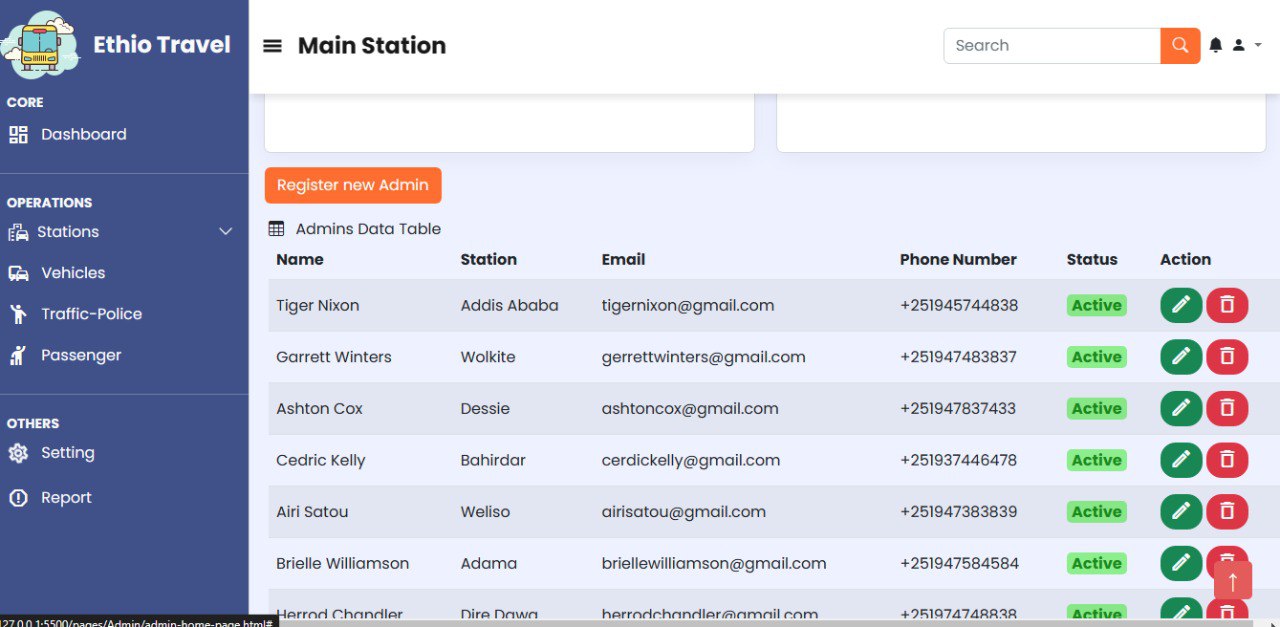 Ethio Travel
Main Station
Search
CORE
Dashboard
OPERATIONS
Stations
Vehicles
Traffic-Police
Passenger
OTHERS
Setting
Report
Register new Admin
Admins Data Table
Name Station Email Phone Number Status Action
Tiger Nixon Addis Ababa tigernixon@gmail.com +251945744838 Active
Garrett Winters Wolkite gerrettwinters@gmail.com +251947483837 Active
Ashton Cox Dessie ashtoncox@gmail.com +251947837433 Active
Cedric Kelly Bahirdar cerdickelly@gmail.com +251937446478 Active
Airi Satou Weliso airisatou@gmail.com +251947383839 Active
Brielle Williamson Adama briellewilliamson@gmail.com +251947584584 Active
Herrod Chandler Dire Dawa herrodchandler@gmail.com +251974748838 Active
127.0.0.1:5500/pages/Admin/admin-home-page.html#